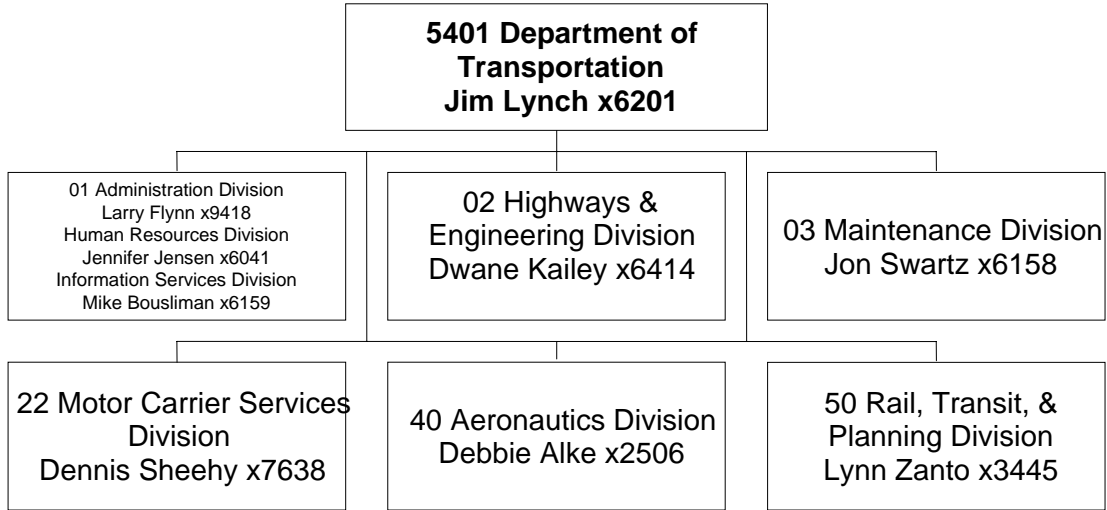 5401 Department of
Transportation
Jim Lynch x6201
01 Administration Division
Larry Flynn x9418
Human Resources Division
Jennifer Jensen x6041
Information Services Division
Mike Bousliman x6159
02 Highways &
Engineering Division
Dwane Kailey x6414
03 Maintenance Division
Jon Swartz x6158
22 Motor Carrier Services
Division
Dennis Sheehy x7638
40 Aeronautics Division
Debbie Alke x2506
50 Rail, Transit, &
Planning Division
Lynn Zanto x3445